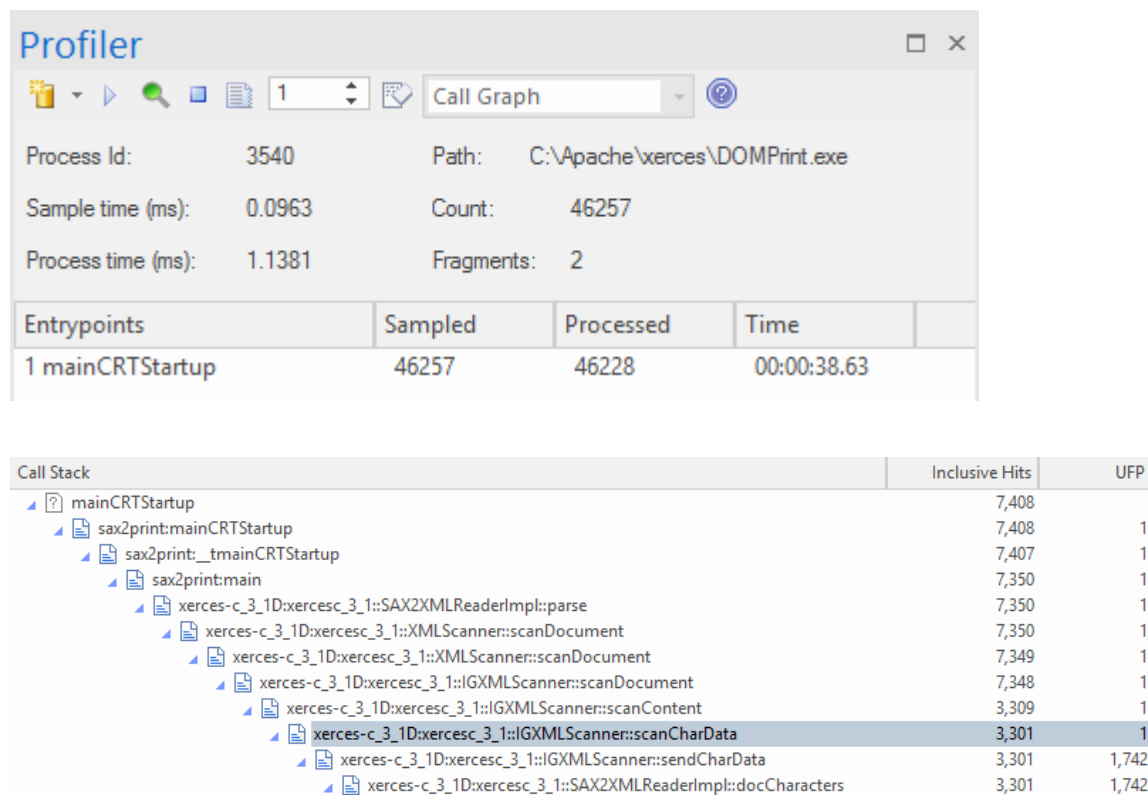 Profiler
1 Call Graph
Process Id: 3540 Path: C:\Apache\xerces\DOMPrint.exe
Sample time (ms): 0.0963 Count: 46257
Process time (ms): 1.1381 Fragments: 2
Entrypoints Sampled Processed Time
1 mainCRTStartup 46257 46228 00:00:38.63
Call Stack Inclusive Hits UFP
mainCRTStartup 7,408
sax2print:mainCRTStartup 7,408 1
sax2print:__tmainCRTStartup 7,407 1
sax2print:main 7,350 1
xerces-c_3_1D:xercesc_3_1::SAX2XMLReaderImpl::parse 7,350 1
xerces-c_3_1D:xercesc_3_1::XMLScanner::scanDocument 7,350 1
xerces-c_3_1D:xercesc_3_1::XMLScanner::scanDocument 7,349 1
xerces-c_3_1D:xercesc_3_1::IGXMLScanner::scanDocument 7,348 1
xerces-c_3_1D:xercesc_3_1::IGXMLScanner::scanContent 3,309 1
xerces-c_3_1D:xercesc_3_1::IGXMLScanner::scanCharData 3,301 1
xerces-c_3_1D:xercesc_3_1::IGXMLScanner::sendCharData 3,301 1,742
xerces-c_3_1D:xercesc_3_1::SAX2XMLReaderImpl::docCharacters 3,301 1,742